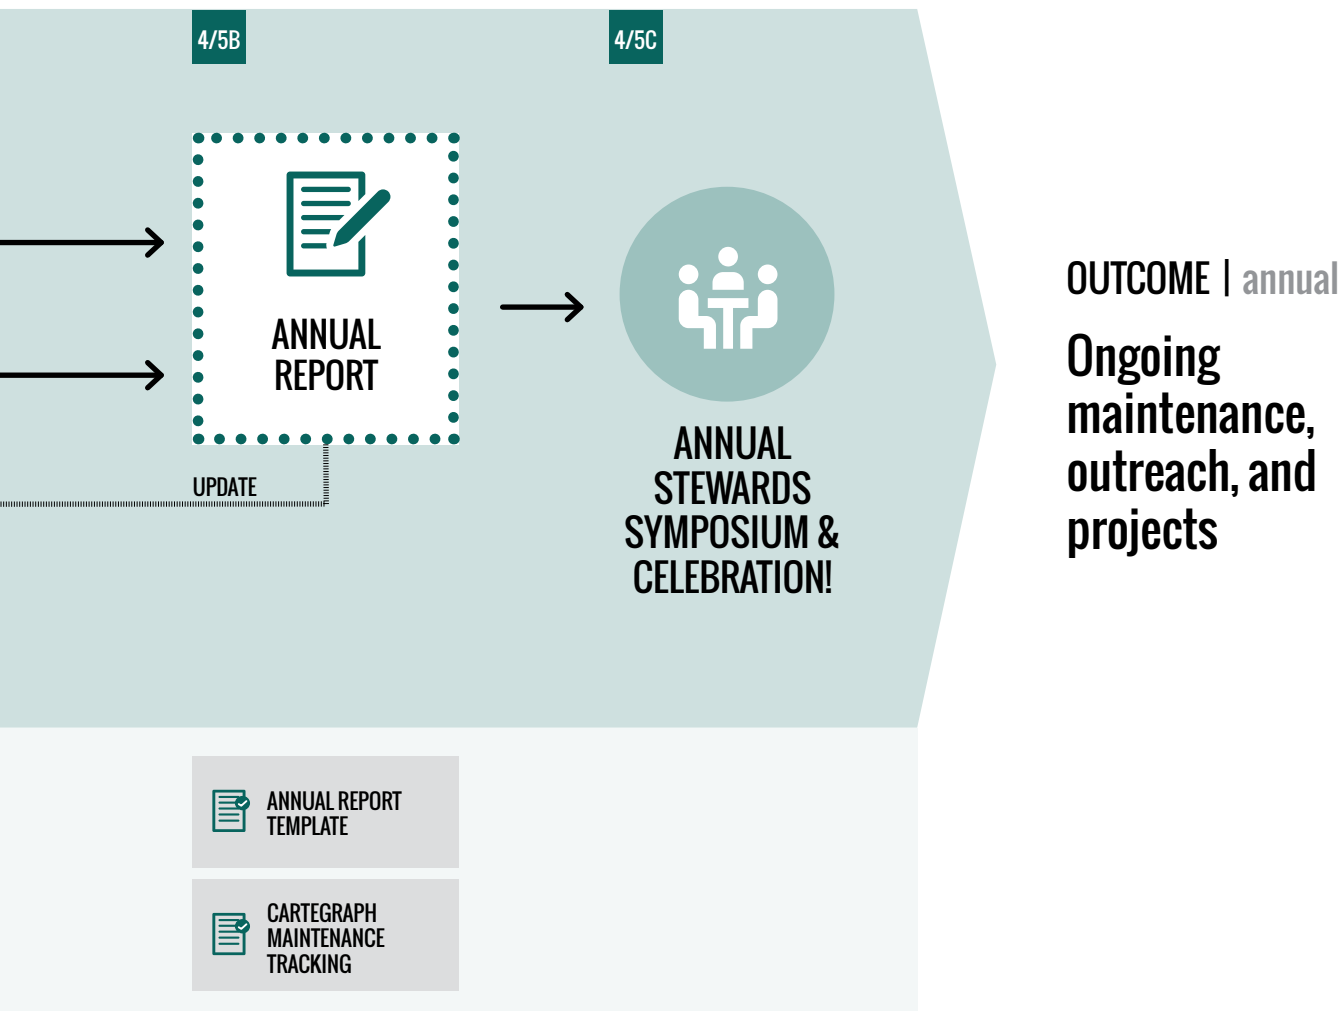 4/5B
4/5C
ANNUAL
REPORT
UPDATE
ANNUAL
STEWARDS
SYMPOSIUM &
CELEBRATION!
OUTCOME | annual
Ongoing
maintenance,
outreach, and
projects
ANNUAL REPORT
TEMPLATE
CARTEGRAPH
MAINTENANCE
TRACKING